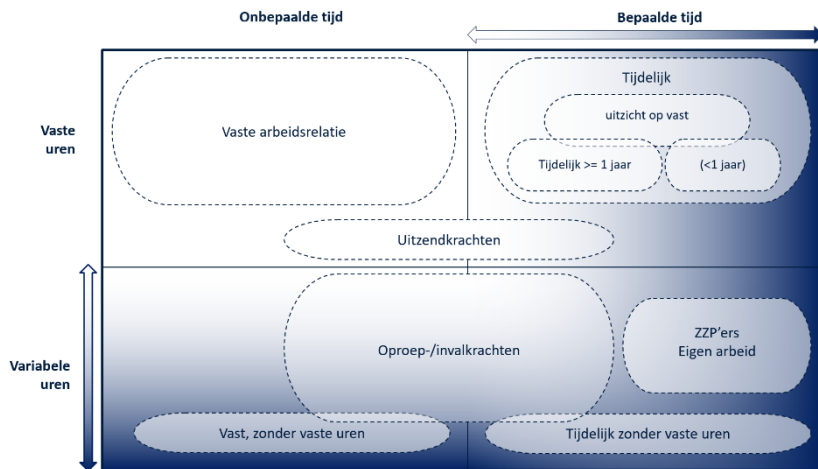 Onbepaalde tijd
Bepaalde tijd
Vaste
uren
Vaste arbeidsrelatie
Tijdelijk
uitzicht op vast
Tijdelijk >= 1 jaar
(<1 jaar)
Uitzendkrachten
Variabele
uren
Oproep-/invalkrachten
ZZP'ers
Eigen arbeid
Vast, zonder vaste uren
Tijdelijk zonder vaste uren